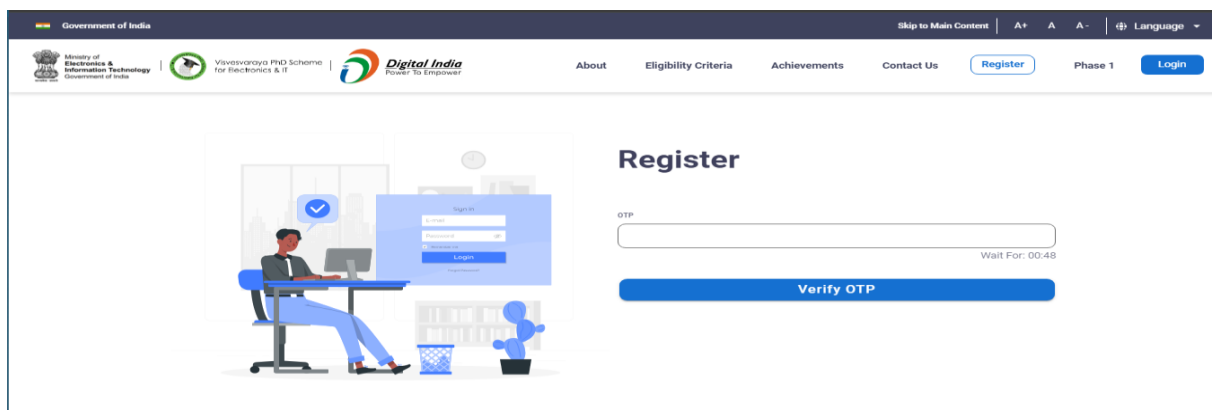 Government of India
Skip to Main Content
A+
A
A-
Language
Ministry of
Electronics &
Information Technology
Government of India
Visvesvaraya PhD Scheme
for Electronics & IT
Digital India
Power To Empower
About
Eligibility Criteria
Achievements
Contact Us
Register
Phase 1
Login
Register
OTP
Wait For: 00:48
Verify OTP
Sign In
E-mail
Password
Login